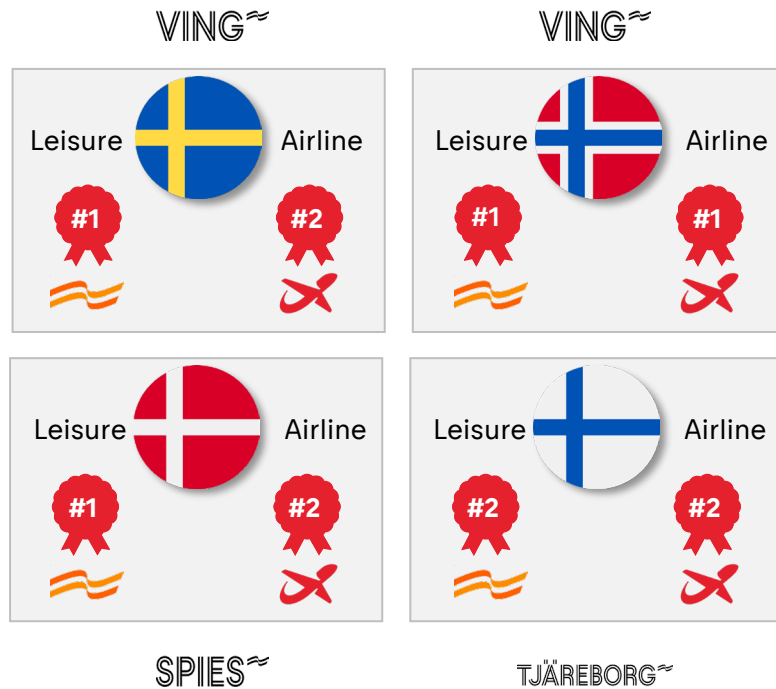 VING VING
Leisure Airline Leisure Airline
#1 #2 #1 #1
Leisure Airline Leisure Airline
#1 #2 #2 #2
SPIES TJÄREBORG